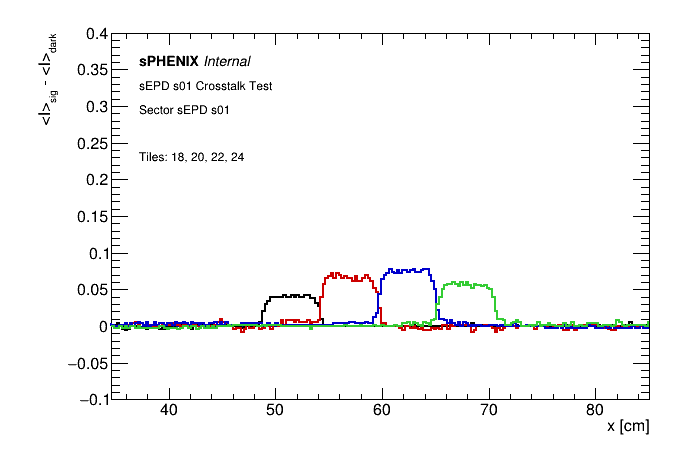 <I>sig - <I>dark
0.4
0.35
0.3
0.25
0.2
0.15
0.1
0.05
0
−0.05
−0.1
sPHENIX Internal
sEPD s01 Crosstalk Test
Sector sEPD s01
Tiles: 18, 20, 22, 24
40 50 60 70 80
x [cm]